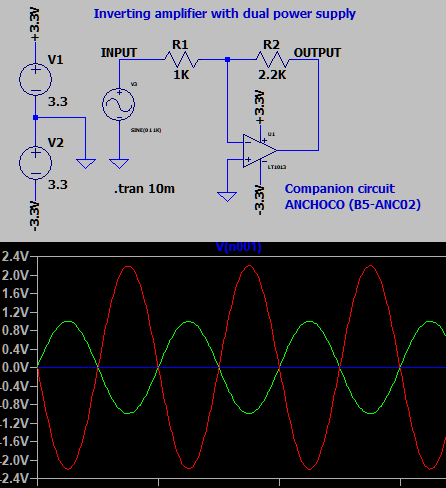 Inverting amplifier with dual power supply
+3.3V
V1
3.3
V2
3.3
-3.3V
INPUT
R1
1K
R2
2.2K
OUTPUT
V3
SINE(0 1 1K)
+3.3V
U1
LT1013
-3.3V
.tran 10m
Companion circuit
ANCHOCO (B5-ANC02)
V(n001)
2.4V
2.0V
1.6V
1.2V
0.8V
0.4V
0.0V
-0.4V
-0.8V
-1.2V
-1.6V
-2.0V
-2.4V